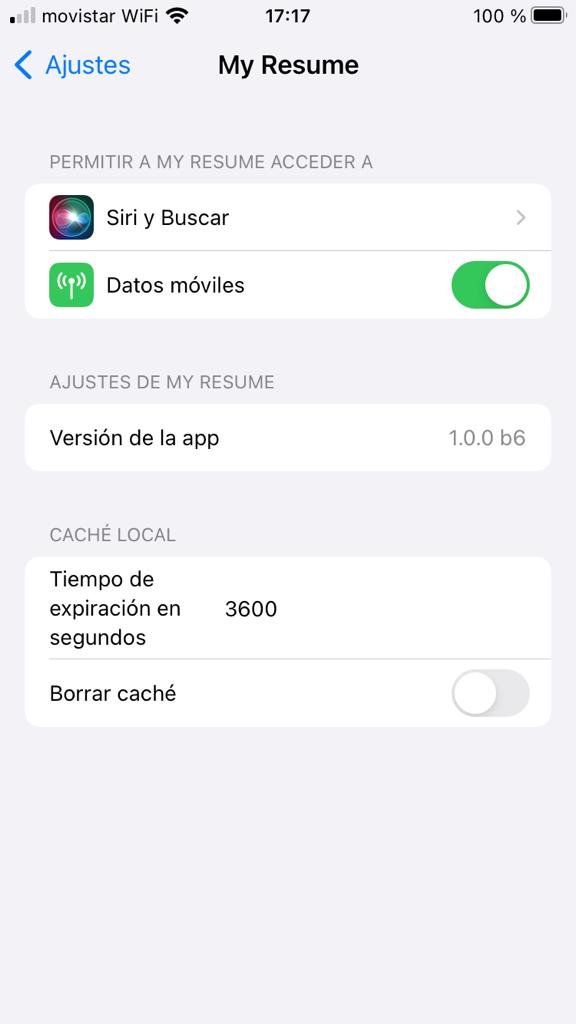 movistar WiFi 17:17 100 %
Ajustes My Resume
PERMITIR A MY RESUME ACCEDER A
Siri y Buscar
Datos móviles
AJUSTES DE MY RESUME
Versión de la app 1.0.0 b6
CACHÉ LOCAL
Tiempo de
expiración en 3600
segundos
Borrar caché